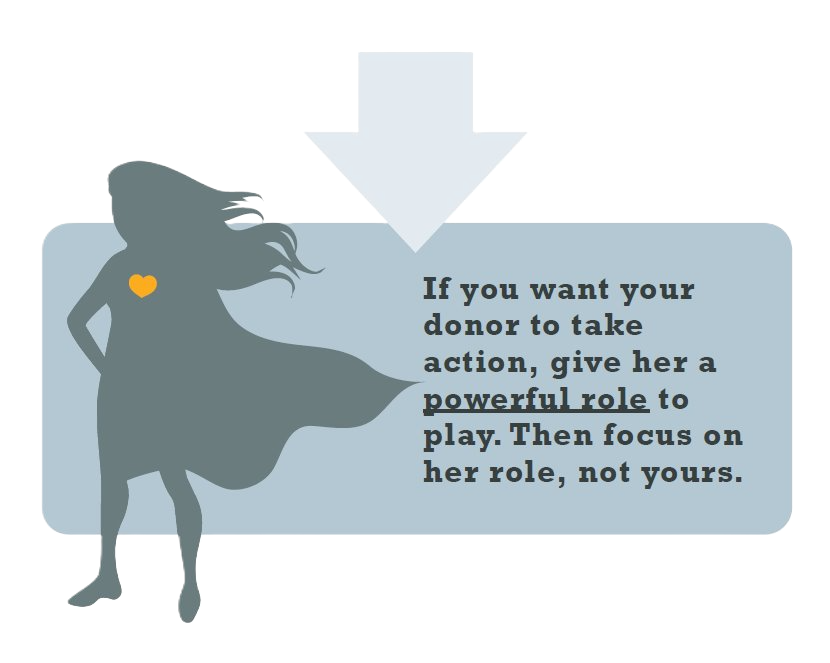 If you want your
donor to take
action, give her a
powerful role to
play. Then focus on
her role, not yours.